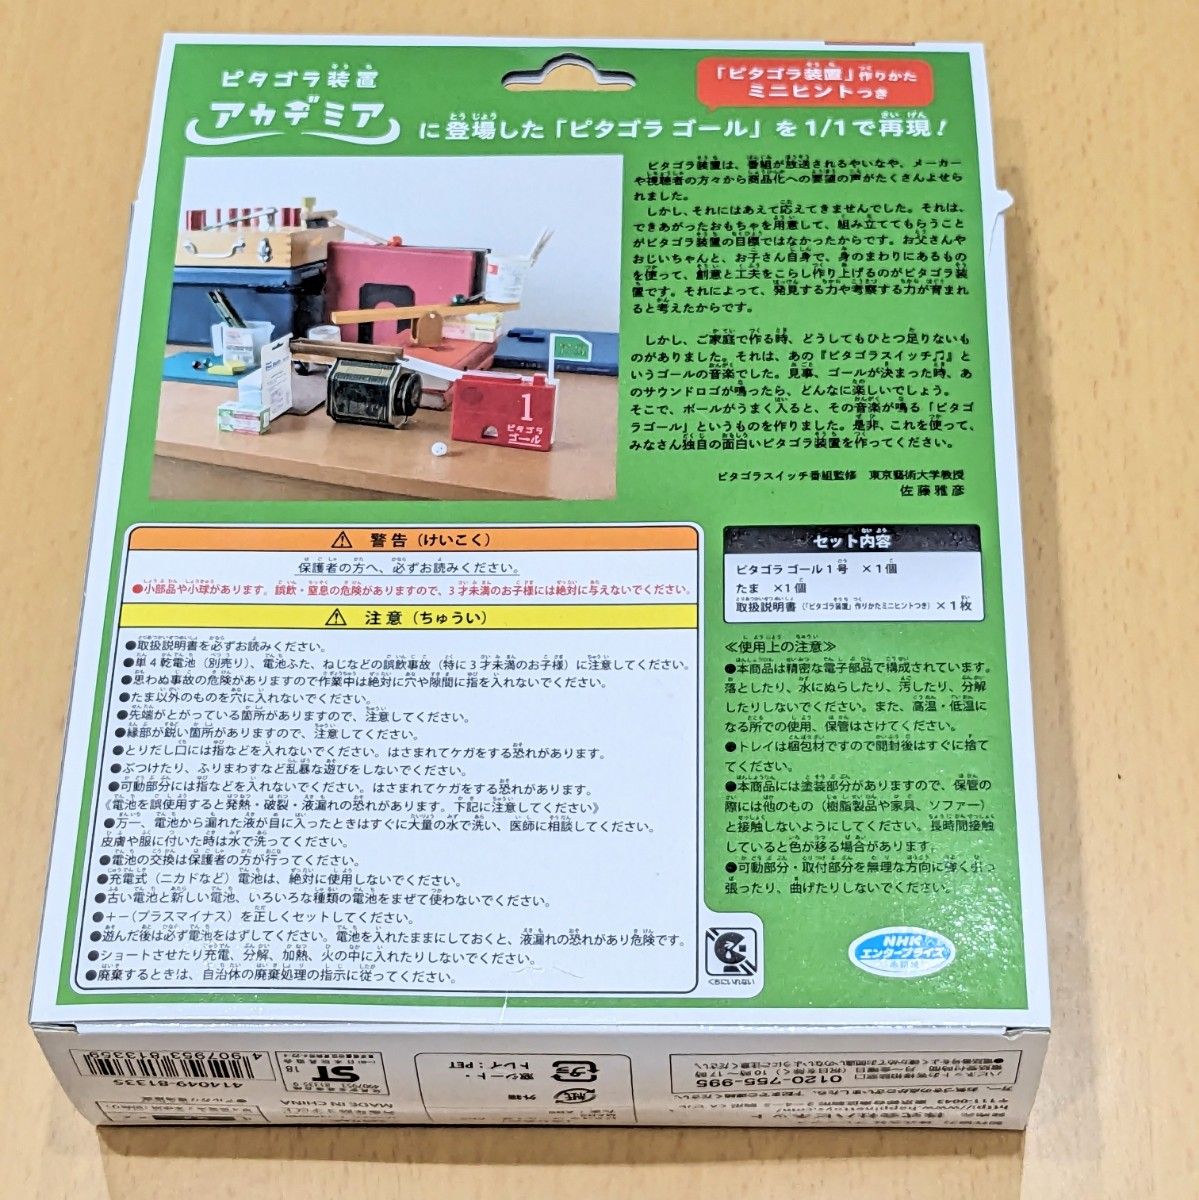 ピタゴラ装置
アカデミア
「ピタゴラ装置」作りかた
ミニヒントつき
に登場した「ピタゴラ ゴール」を1/1で再現!
ピタゴラ装置は、番組が放送されるやいなや、メーカー
や視聴者の方々から商品化への要望の声がたくさんよせら
れました。
しかし、それにはあえて応えてきませんでした。それは、
できあがったおもちゃを用意して、組み立ててもらうこと
がピタゴラ装置の目標ではなかったからです。お父さんや
おじいちゃんと、お子さん自身で、身のまわりにあるもの
を使って、創意と工夫をこらし作り上げるのがピタゴラ装
置です。それによって、発見する力や考察する力が育まれ
ると考えたからです。
しかし、ご家庭で作る時、どうしてもひとつ足りないも
のがありました。それは、あの『ピタゴラスイッチ♫』と
いうゴールの音楽でした。見事、ゴールが決まった時、あ
のサウンドロゴが鳴ったら、どんなに楽しいでしょう。
そこで、ボールがうまく入ると、その音楽が鳴る「ピタゴ
ラゴール」というものを作りました。是非、これを使って、
みなさん独自の面白いピタゴラ装置を作ってください。
ピタゴラスイッチ番組監修 東京藝術大学教授
佐藤雅彦
1
ピタゴラ
ゴール
⚠ 警告(けいこく)
保護者の方へ、必ずお読みください。
●小部品や小球があります。誤飲・窒息の危険がありますので、3才未満のお子様には絶対に与えないでください。
⚠ 注意(ちゅうい)
●取扱説明書を必ずお読みください。
●単4乾電池(別売り)、電池ふた、ねじなどの誤飲事故(特に3才未満のお子様)に注意してください。
●思わぬ事故の危険がありますので作業中は絶対に穴や隙間に指を入れないでください。
●たま以外のものを穴に入れないでください。
●先端がとがっている箇所がありますので、注意してください。
●縁部が鋭い箇所がありますので、注意してください。
●とりだし口には指などを入れないでください。はさまれてケガをする恐れがあります。
●ぶつけたり、ふりまわすなど乱暴な遊びをしないでください。
●可動部分には指などを入れないでください。はさまれてケガをする恐れがあります。
《電池を誤使用すると発熱・破裂・液漏れの恐れがあります。下記に注意してください》
●万一、電池から漏れた液が目に入ったときはすぐに大量の水で洗い、医師に相談してください。
皮膚や服に付いた時は水で洗ってください。
●電池の交換は保護者の方が行ってください。
●充電式(ニカドなど)電池は、絶対に使用しないでください。
●古い電池と新しい電池、いろいろな種類の電池をまぜて使わないでください。
●+−(プラスマイナス)を正しくセットしてください。
●遊んだ後は必ず電池をはずしてください。電池を入れたままにしておくと、液漏れの恐れがあり危険です。
●ショートさせたり充電、分解、加熱、火の中に入れたりしないでください。
●廃棄するときは、自治体の廃棄処理の指示に従ってください。
セット内容
ピタゴラ ゴール1号 ×1個
たま ×1個
取扱説明書(「ピタゴラ装置」作りかたミニヒントつき)×1枚
≪使用上の注意≫
●本商品は精密な電子部品で構成されています。
落としたり、水にぬらしたり、汚したり、分解
したりしないでください。また、高温・低温に
なる所での使用、保管はさけてください。
●トレイは梱包材ですので開封後はすぐに捨て
てください。
●本商品には塗装部分がありますので、保管の
際には他のもの(樹脂製品や家具、ソファー)
と接触しないようにしてください。長時間接触
していると色が移る場合があります。
●可動部分・取付部分を無理な方向に強く引っ
張ったり、曲げたりしないでください。
くちにいれない
NHK
エンタープライズ
4 907953 813355
414049-81335
ST
MADE IN CHINA
窓シート・
トレイ:PET
プラ
外箱
紙
0120-755-995
〒111-0043